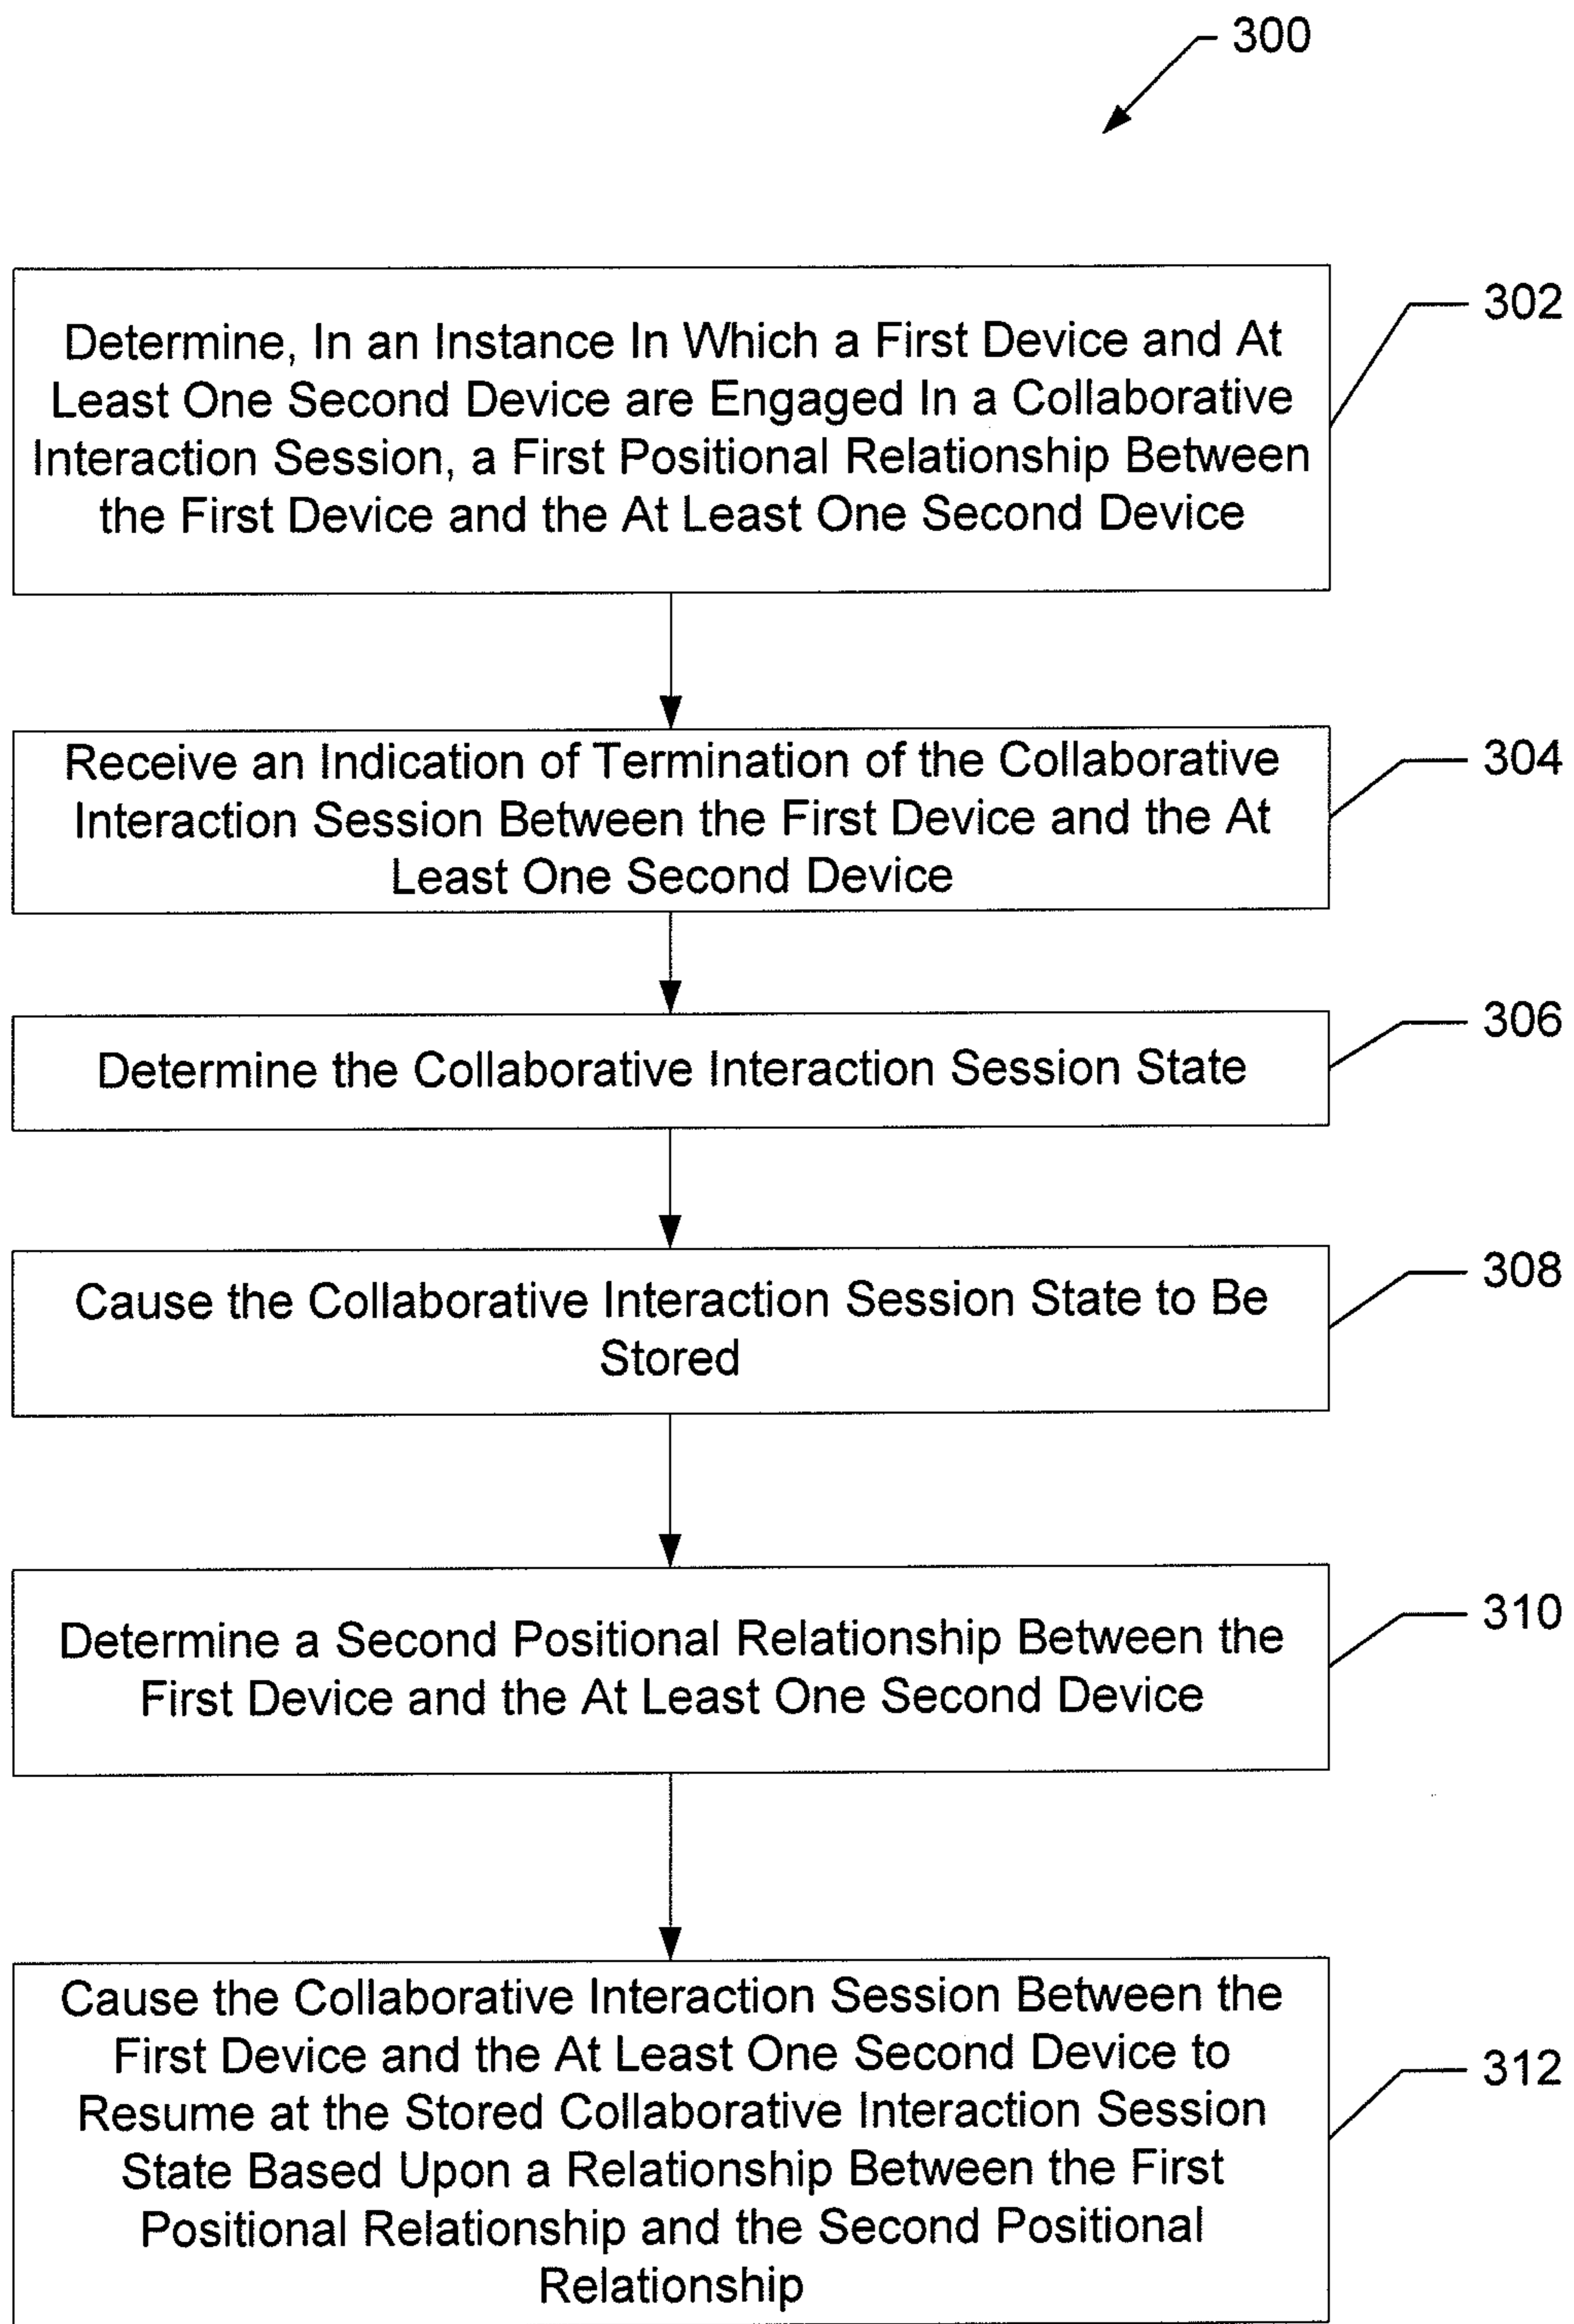 300
Determine, In an Instance In Which a First Device and At
Least One Second Device are Engaged In a Collaborative
Interaction Session, a First Positional Relationship Between
the First Device and the At Least One Second Device
302
Receive an Indication of Termination of the Collaborative
Interaction Session Between the First Device and the At
Least One Second Device
304
Determine the Collaborative Interaction Session State
306
Cause the Collaborative Interaction Session State to Be
Stored
308
Determine a Second Positional Relationship Between the
First Device and the At Least One Second Device
310
Cause the Collaborative Interaction Session Between the
First Device and the At Least One Second Device to
Resume at the Stored Collaborative Interaction Session
State Based Upon a Relationship Between the First
Positional Relationship and the Second Positional
Relationship
312